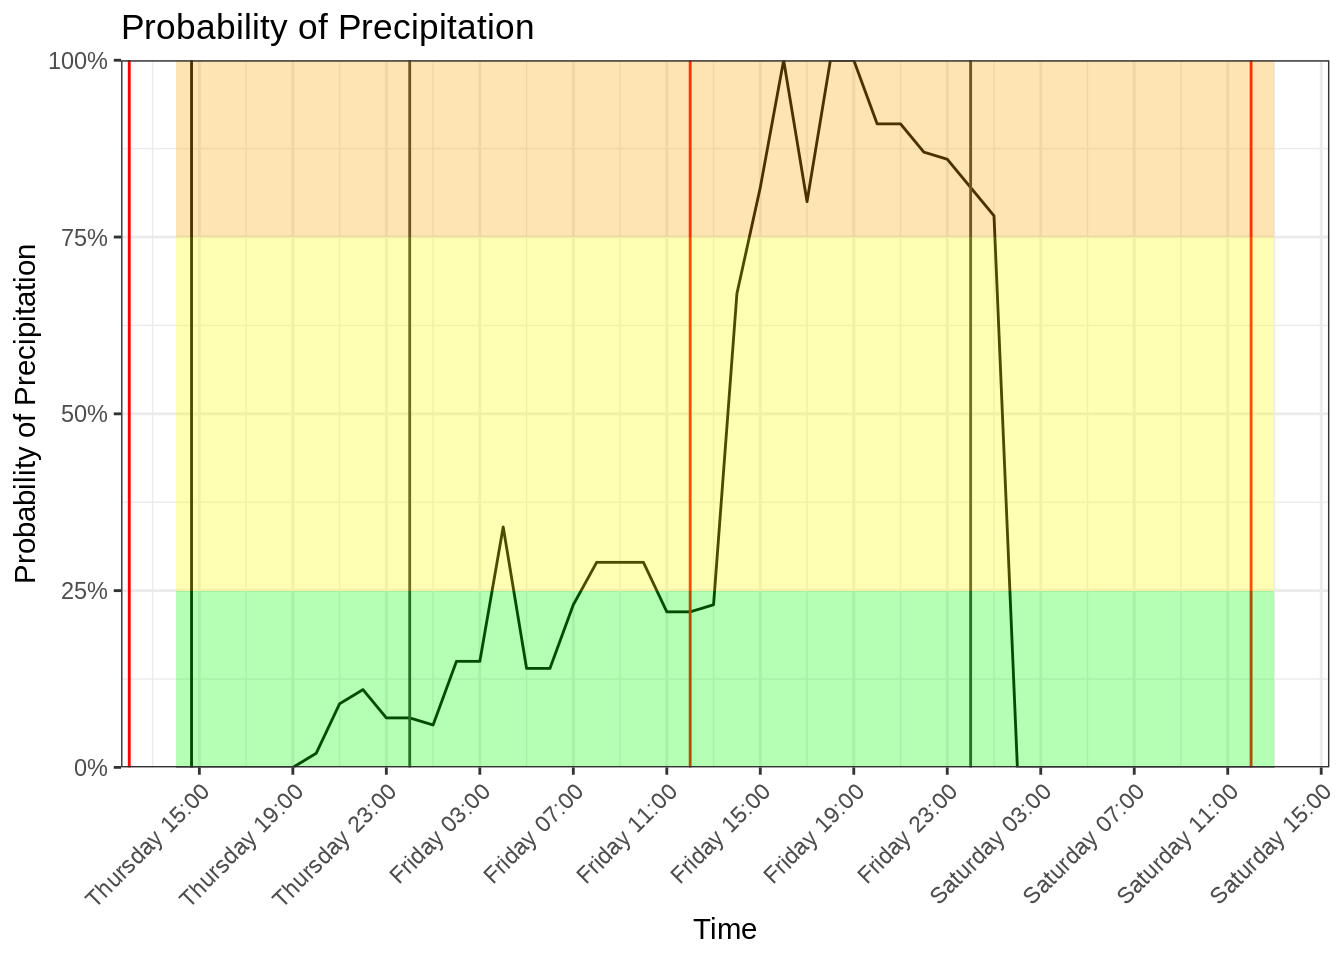 Probability of Precipitation
Probability of Precipitation
100%
75%
50%
25%
0%
Thursday 15:00
Thursday 19:00
Thursday 23:00
Friday 03:00
Friday 07:00
Friday 11:00
Friday 15:00
Friday 19:00
Friday 23:00
Saturday 03:00
Saturday 07:00
Saturday 11:00
Saturday 15:00
Time